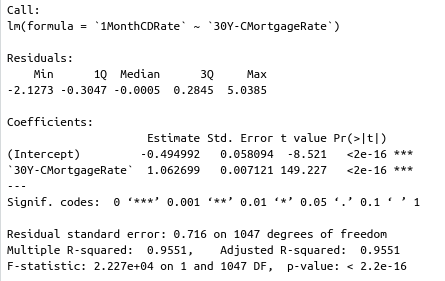 Call:
lm(formula = `1MonthCDRate` ~ `30Y-CMortgageRate`)
Residuals:
Min 1Q Median 3Q Max
-2.1273 -0.3047 -0.0005 0.2845 5.0385
Coefficients:
Estimate Std. Error t value Pr(>|t|)
(Intercept) -0.494992 0.058094 -8.521 <2e-16 ***
`30Y-CMortgageRate` 1.062699 0.007121 149.227 <2e-16 ***
---
Signif. codes: 0 ‘***’ 0.001 ‘**’ 0.01 ‘*’ 0.05 ‘.’ 0.1 ‘ ’ 1
Residual standard error: 0.716 on 1047 degrees of freedom
Multiple R-squared: 0.9551, Adjusted R-squared: 0.9551
F-statistic: 2.227e+04 on 1 and 1047 DF, p-value: < 2.2e-16